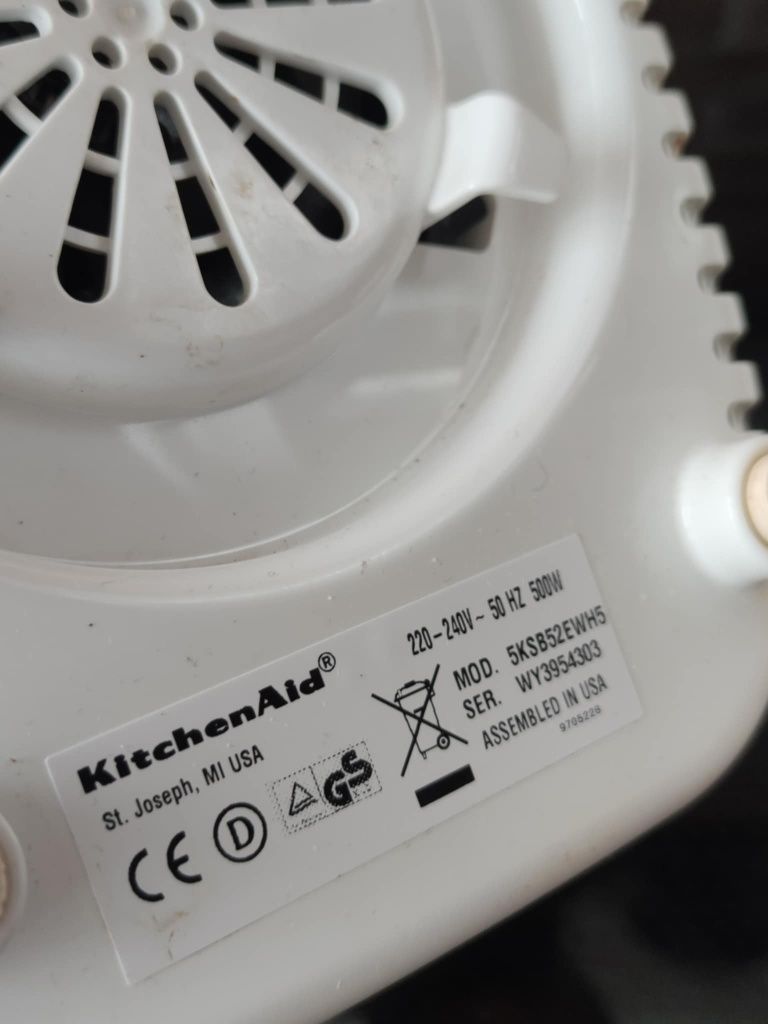 220-240V~ 50 HZ 500W
KitchenAid®
St. Joseph, MI USA
MOD. 5KSB52EWH5
SER. WY3954303
ASSEMBLED IN USA
9705226
CE D GS